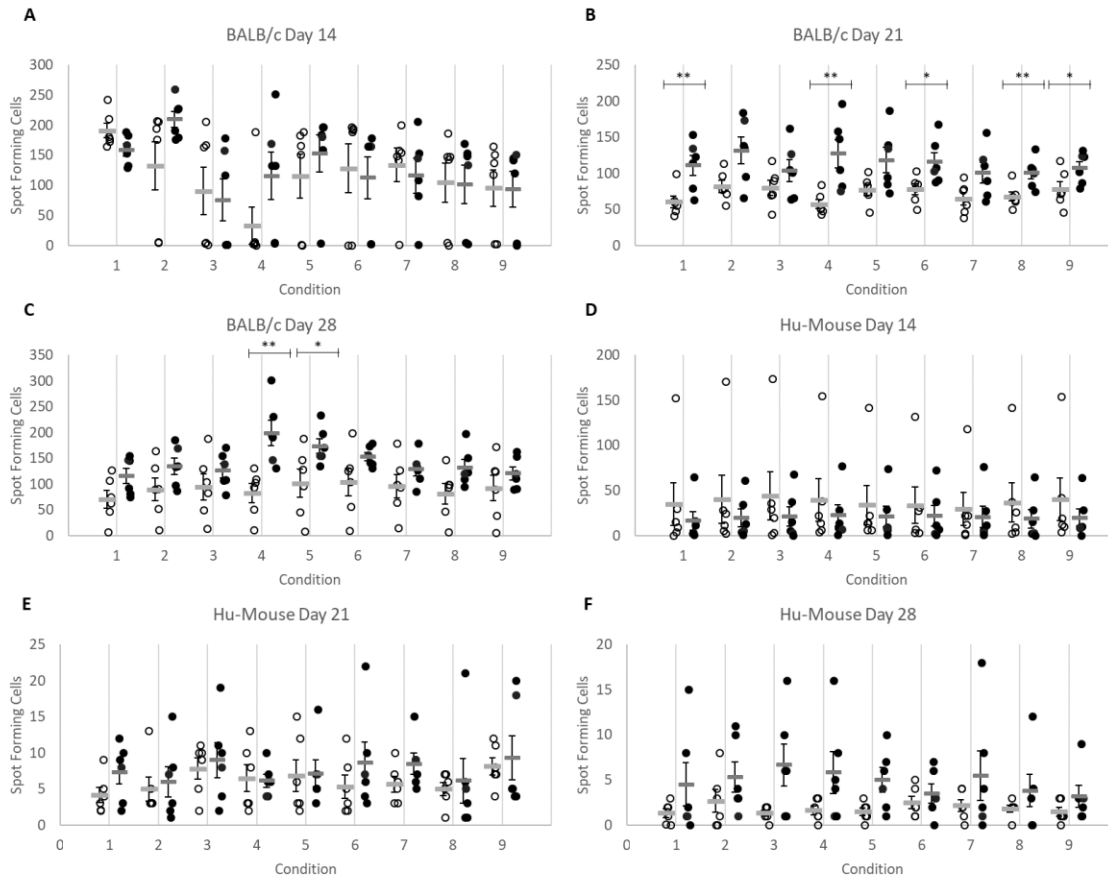 A
BALB/c Day 14
Spot Forming Cells
300
250
200
150
100
50
0
1 2 3 4 5 6 7 8 9
Condition
B
BALB/c Day 21
Spot Forming Cells
250
200
150
100
50
0
** ** * ** *
1 2 3 4 5 6 7 8 9
Condition
C
BALB/c Day 28
Spot Forming Cells
350
300
250
200
150
100
50
0
** *
1 2 3 4 5 6 7 8 9
Condition
D
Hu-Mouse Day 14
Spot Forming Cells
200
150
100
50
0
1 2 3 4 5 6 7 8 9
Condition
E
Hu-Mouse Day 21
Spot Forming Cells
25
20
15
10
5
0
0 1 2 3 4 5 6 7 8 9
Condition
F
Hu-Mouse Day 28
Spot Forming Cells
20
15
10
5
0
0 1 2 3 4 5 6 7 8 9
Condition